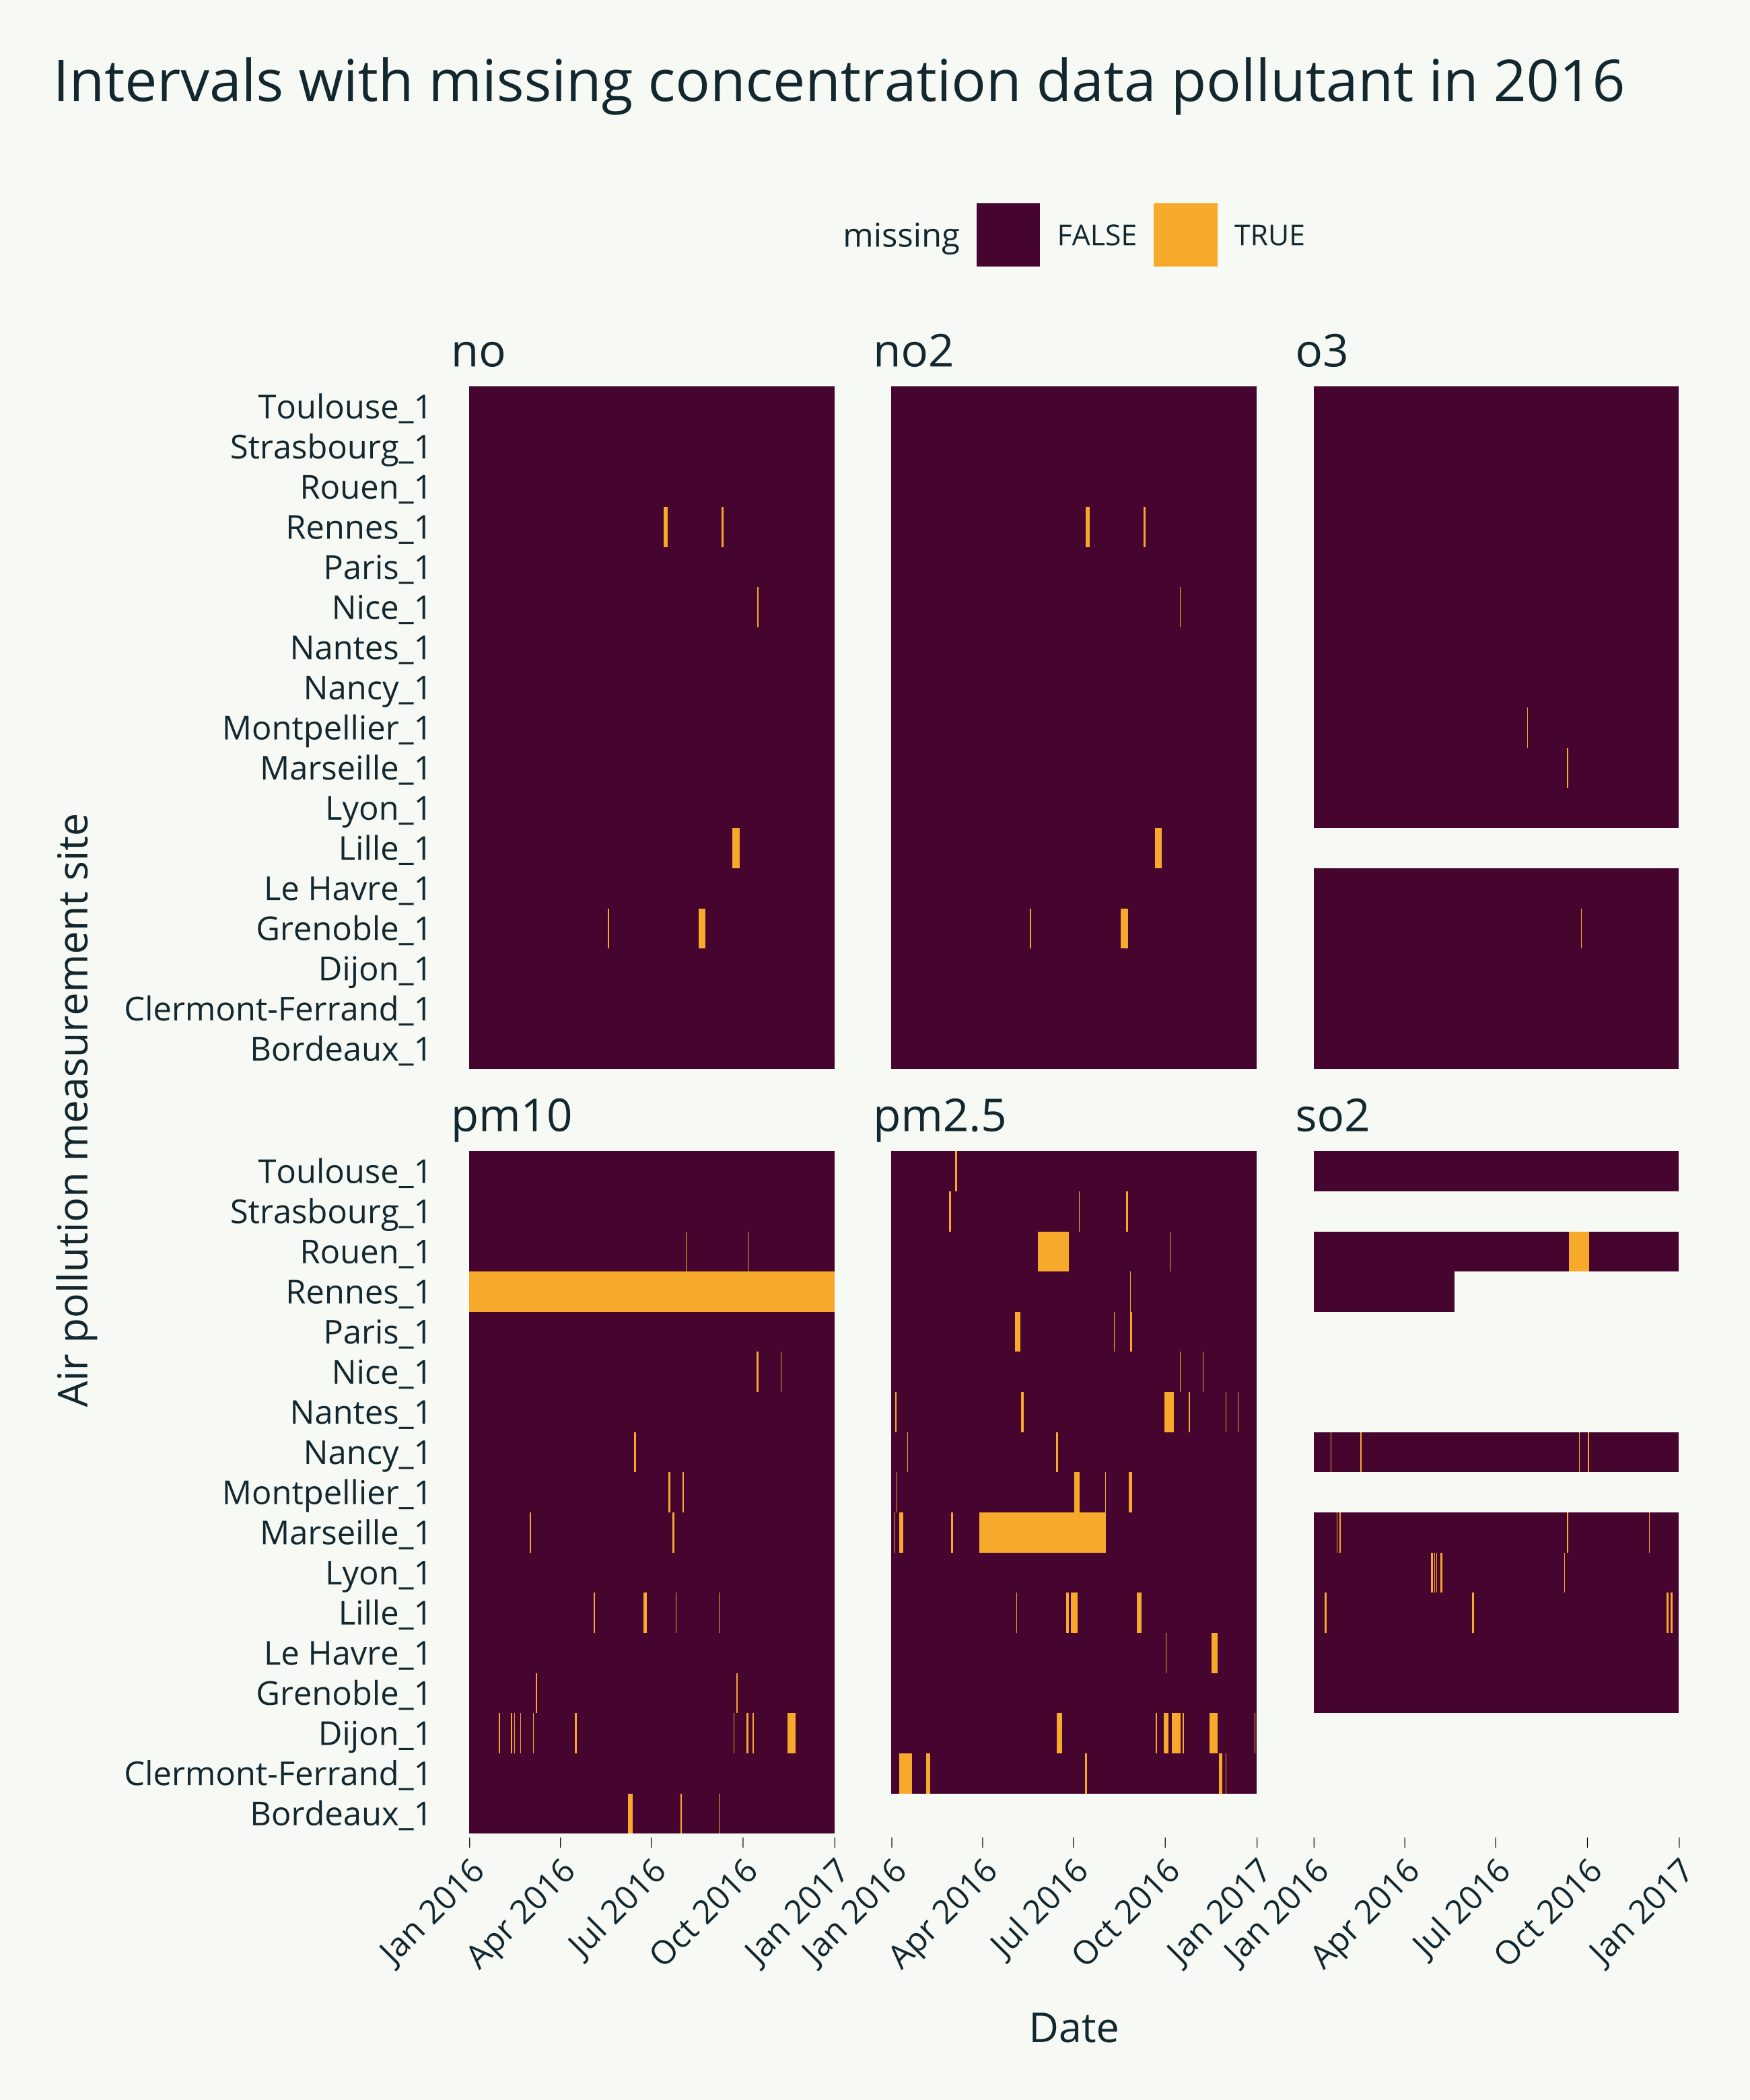 Intervals with missing concentration data pollutant in 2016
missing FALSE TRUE
no no2 o3
Toulouse_1
Strasbourg_1
Rouen_1
Rennes_1
Paris_1
Nice_1
Nantes_1
Nancy_1
Montpellier_1
Marseille_1
Lyon_1
Lille_1
Le Havre_1
Grenoble_1
Dijon_1
Clermont-Ferrand_1
Bordeaux_1
Air pollution measurement site
pm10 pm2.5 so2
Toulouse_1
Strasbourg_1
Rouen_1
Rennes_1
Paris_1
Nice_1
Nantes_1
Nancy_1
Montpellier_1
Marseille_1
Lyon_1
Lille_1
Le Havre_1
Grenoble_1
Dijon_1
Clermont-Ferrand_1
Bordeaux_1
Jan 2016 Apr 2016 Jul 2016 Oct 2016 Jan 2017 Jan 2016 Apr 2016 Jul 2016 Oct 2016 Jan 2017 Jan 2016 Apr 2016 Jul 2016 Oct 2016 Jan 2017
Date